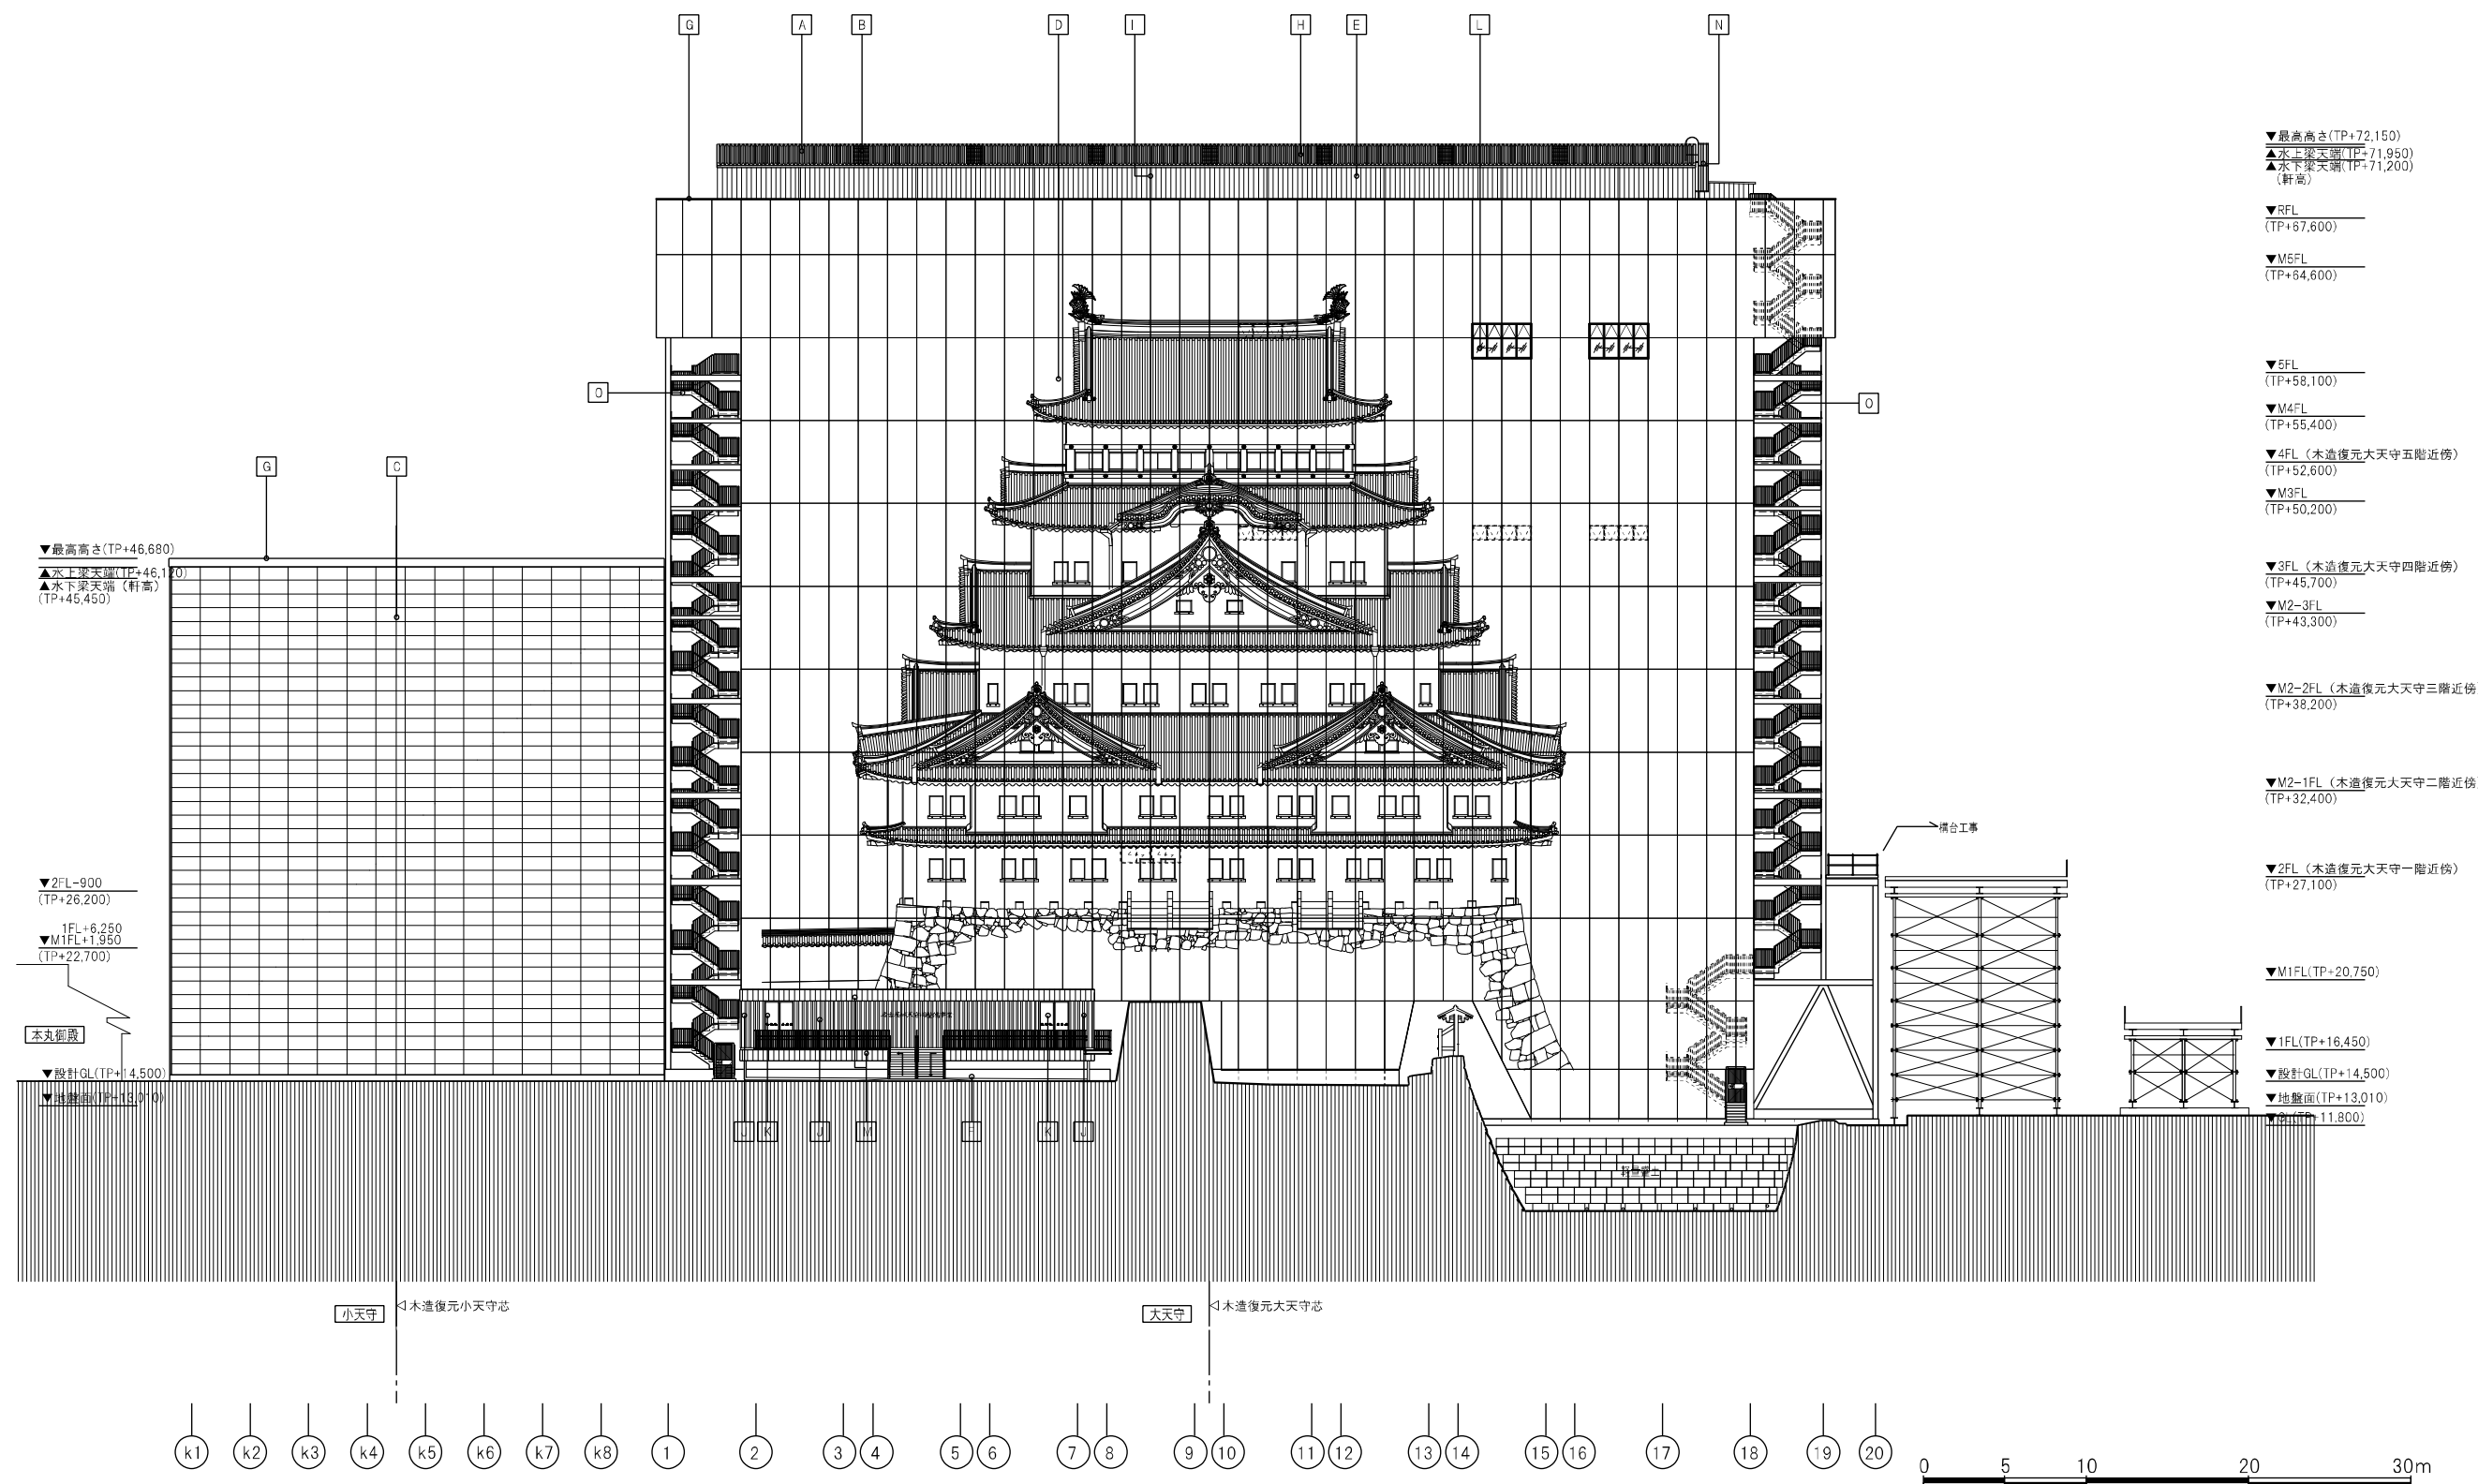 G A B D I H E L N
▼最高高さ(TP+72,150)
▲水上梁天端(TP+71,950)
▲水下梁天端(TP+71,200)
(軒高)
▼RFL
(TP+67,600)
▼M5FL
(TP+64,600)
▼5FL
(TP+58,100)
O
O
▼M4FL
(TP+55,400)
▼4FL（木造復元大天守五階近傍）
(TP+52,600)
G C
▼M3FL
(TP+50,200)
▼最高高さ(TP+46,680)
▲水上梁天端(TP+46,120)
▲水下梁天端（軒高）
(TP+45,450)
▼3FL（木造復元大天守四階近傍）
(TP+45,700)
▼M2-3FL
(TP+43,300)
▼M2-2FL（木造復元大天守三階近傍
(TP+38,200)
▼M2-1FL（木造復元大天守二階近傍
(TP+32,400)
構台工事
▼2FL（木造復元大天守一階近傍）
(TP+27,100)
▼2FL-900
(TP+26,200)
1FL+6,250
▼M1FL+1,950
(TP+22,700)
▼M1FL(TP+20,750)
本丸御殿
▼1FL(TP+16,450)
▼設計GL(TP+14,500)
▼地盤面(TP+13,010)
▼設計GL(TP+14,500)
▼地盤面(TP+13,010)
▼GL(TP+11,800)
J K J M F K J
軽量盛土
小天守
◁木造復元小天守芯
大天守
◁木造復元大天守芯
k1 k2 k3 k4 k5 k6 k7 k8 1 2 3 4 5 6 7 8 9 10 11 12 13 14 15 16 17 18 19 20
0 5 10 20 30m